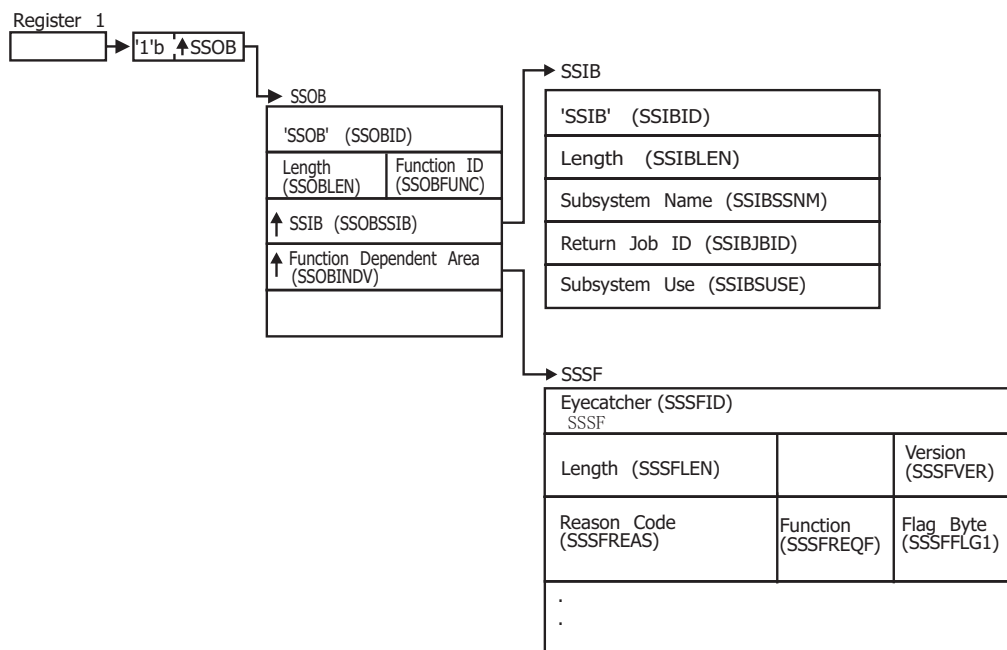 Register 1
'1'b SSOB
SSOB
'SSOB' (SSOBID)
Length
(SSOBLEN)
Function ID
(SSOBFUNC)
SSIB (SSOBSSIB)
Function Dependent Area
(SSOBINDV)
SSIB
'SSIB' (SSIBID)
Length (SSIBLEN)
Subsystem Name (SSIBSSNM)
Return Job ID (SSIBJBID)
Subsystem Use (SSIBSUSE)
SSSF
Eyecatcher (SSSFID)
SSSF
Length (SSSFLEN)
Version
(SSSFVER)
Reason Code
(SSSFREAS)
Function
(SSSFREQF)
Flag Byte
(SSSFFLG1)
.
.